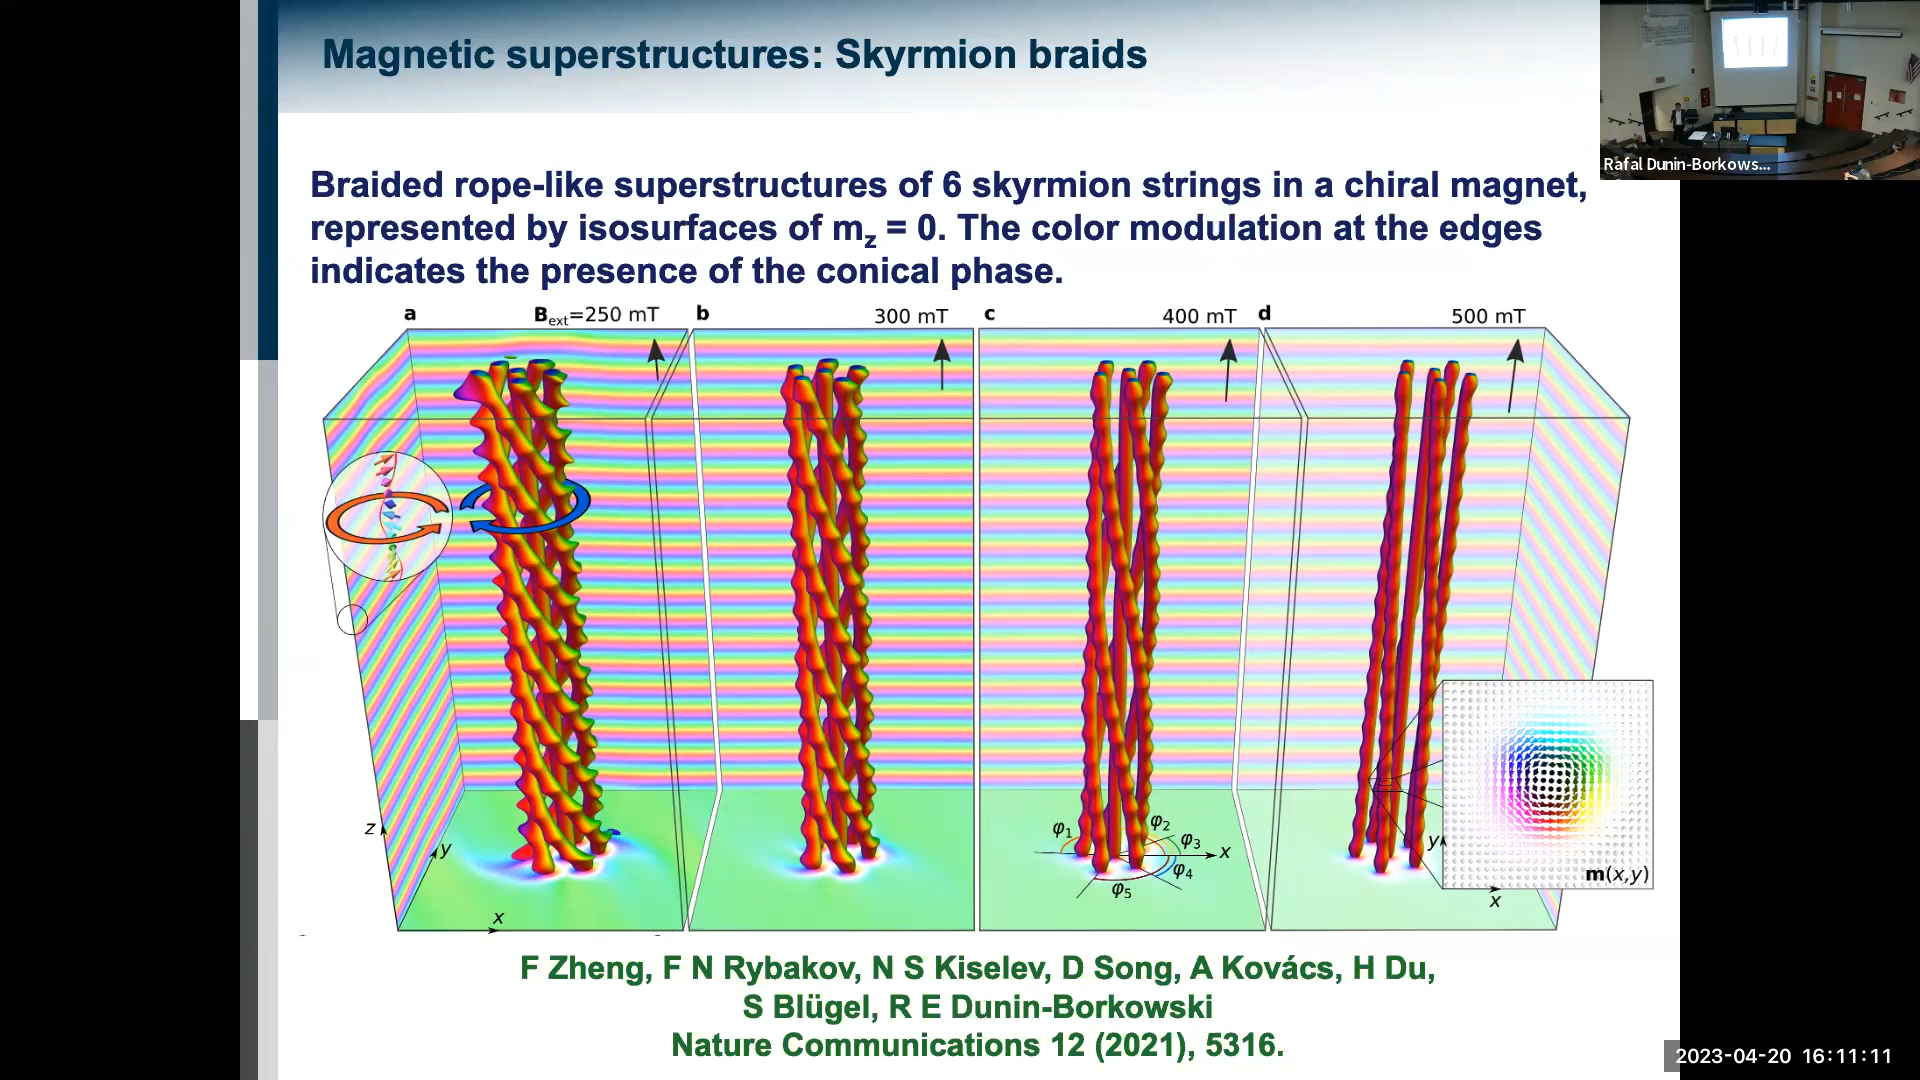 Magnetic superstructures: Skyrmion braids
Rafal Dunin-Borkows...
Braided rope-like superstructures of 6 skyrmion strings in a chiral magnet,
represented by isosurfaces of mz = 0. The color modulation at the edges
indicates the presence of the conical phase.
a Bext=250 mT b 300 mT c 400 mT d 500 mT
φ1 φ2 φ3 φ4 φ5 x
z y x
y x m(x,y)
F Zheng, F N Rybakov, N S Kiselev, D Song, A Kovács, H Du,
S Blügel, R E Dunin-Borkowski
Nature Communications 12 (2021), 5316.
2023-04-20 16:11:11